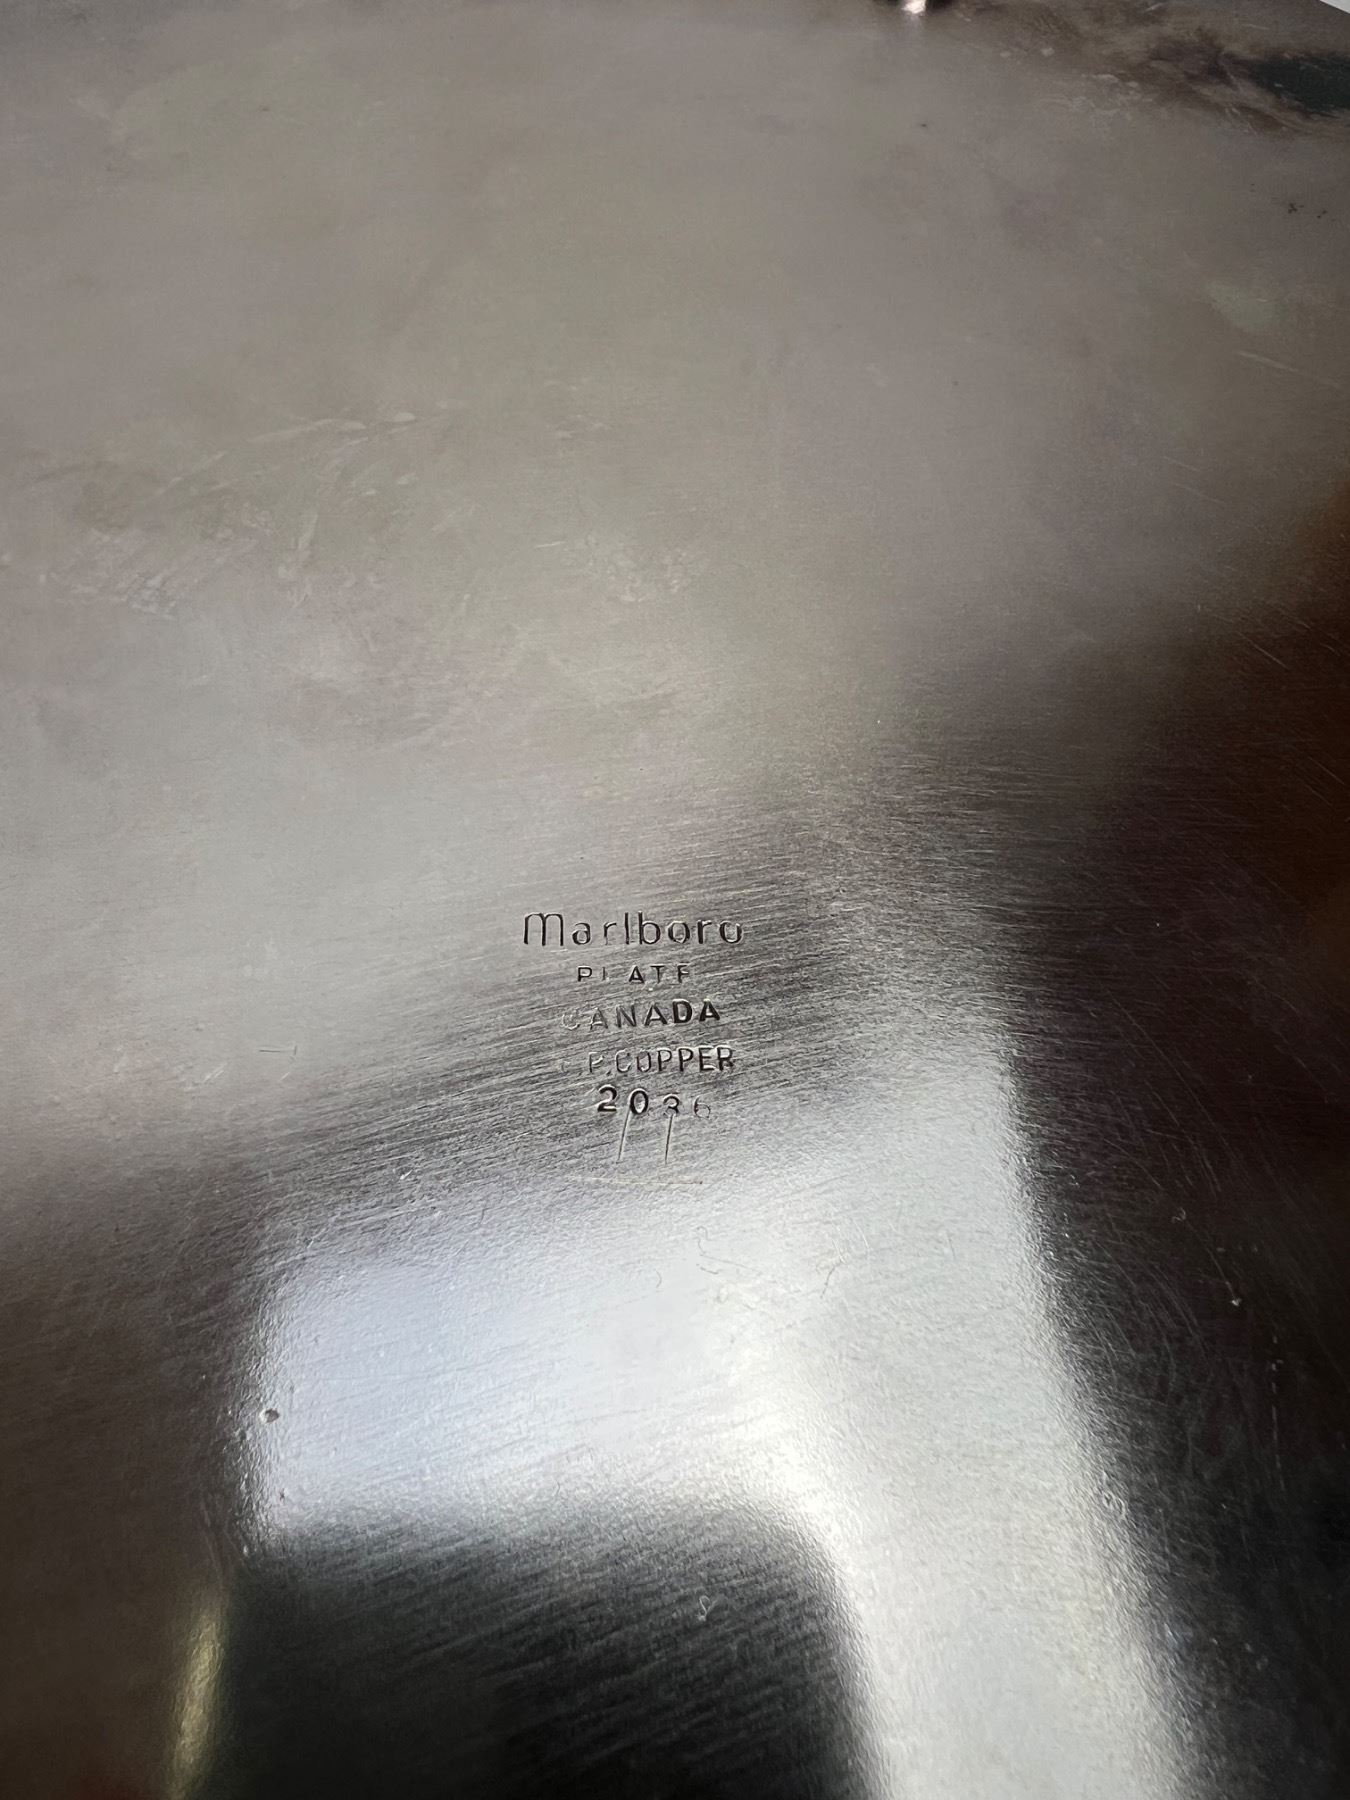 Marlboro
PLATE
CANADA
E.P.COPPER
2036